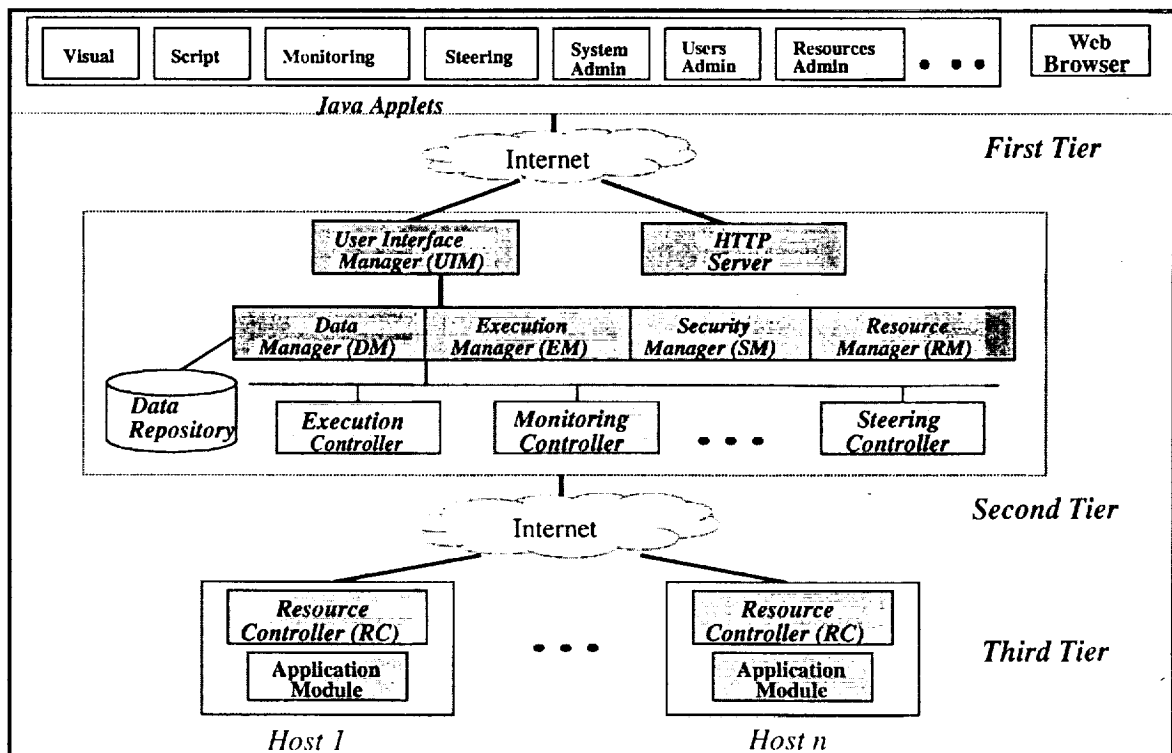 Visual
Script
Monitoring
Steering
System
Admin
Users
Admin
Resources
Admin
Web
Browser
Java Applets
First Tier
Internet
User Interface
Manager (UIM)
HTTP
Server
Data
Manager (DM)
Execution
Manager (EM)
Security
Manager (SM)
Resource
Manager (RM)
Data
Repository
Execution
Controller
Monitoring
Controller
Steering
Controller
Second Tier
Internet
Resource
Controller (RC)
Application
Module
Resource
Controller (RC)
Application
Module
Third Tier
Host 1
Host n